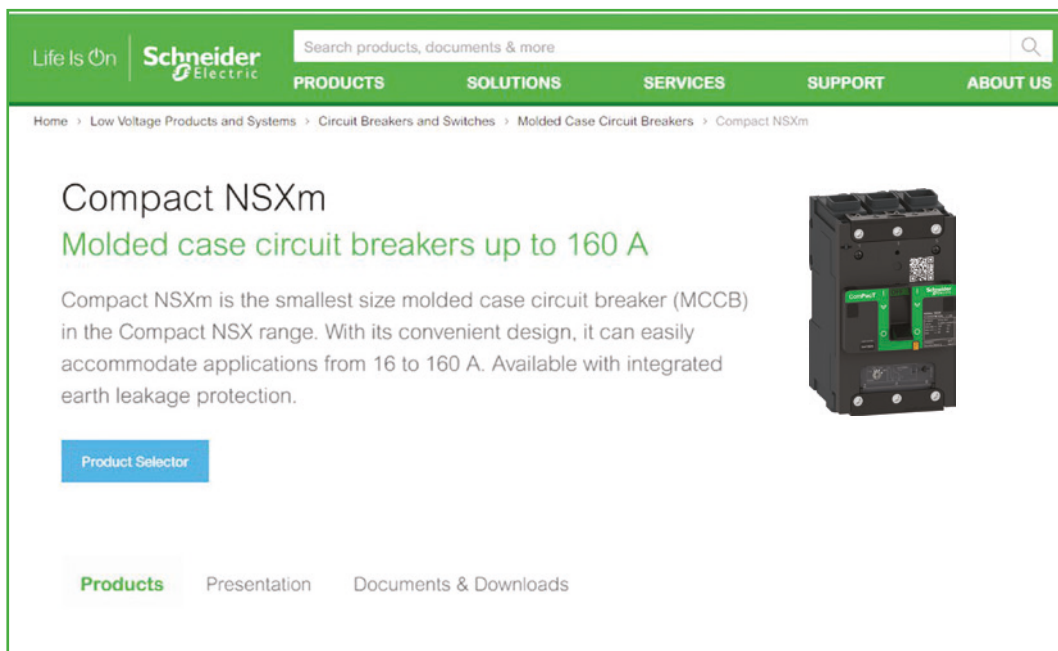 Life Is On
Schneider
Electric
Search products, documents & more
PRODUCTS SOLUTIONS SERVICES SUPPORT ABOUT US
Home > Low Voltage Products and Systems > Circuit Breakers and Switches > Molded Case Circuit Breakers > Compact NSXm
Compact NSXm
Molded case circuit breakers up to 160 A
Compact NSXm is the smallest size molded case circuit breaker (MCCB)
in the Compact NSX range. With its convenient design, it can easily
accommodate applications from 16 to 160 A. Available with integrated
earth leakage protection.
ComPacT
Schneider
Product Selector
Products Presentation Documents & Downloads